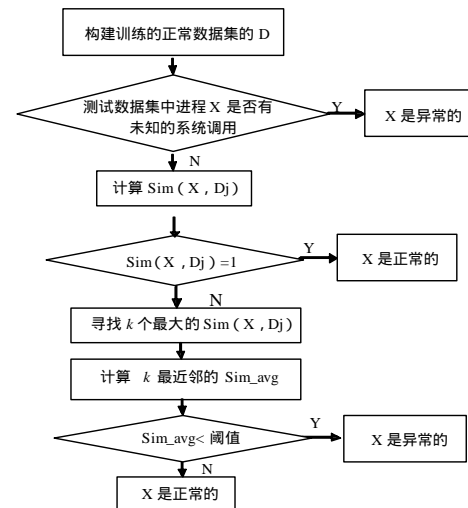 构建训练的正常数据集的 D
测试数据集中进程 X 是否有
未知的系统调用
Y
X 是异常的
N
计算 Sim ( X , Dj )
Sim ( X , Dj ) =1
Y
X 是正常的
N
寻找 k 个最大的 Sim ( X , Dj )
计算 k 最近邻的 Sim_avg
Sim_avg< 阈值
Y
X 是异常的
N
X 是正常的